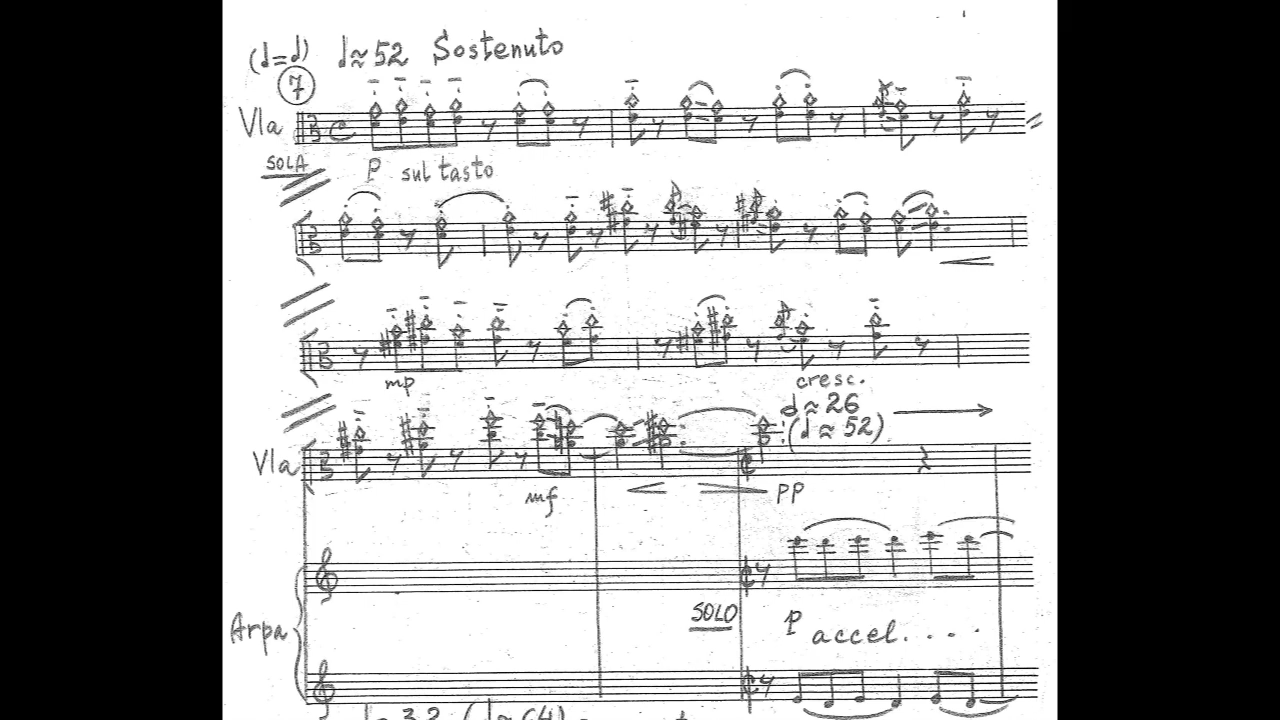 (𝅗𝅥=𝅗𝅥) 𝅘𝅥≈52 Sostenuto
7
Vla
SOLA
P sul tasto
mp
cresc.
𝅗𝅥≈26
(𝅘𝅥≈52)
Vla
mf
pp
SOLO
P accel....
Arpa